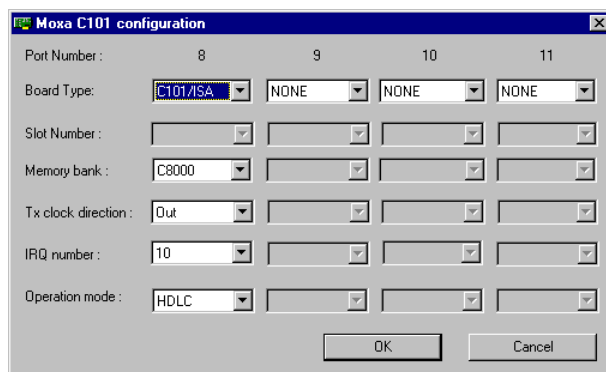 Moxa C101 configuration
Port Number : 8 9 10 11
Board Type: C101/ISA NONE NONE NONE
Slot Number :
Memory bank : C8000
Tx clock direction : Out
IRQ number : 10
Operation mode : HDLC
OK Cancel